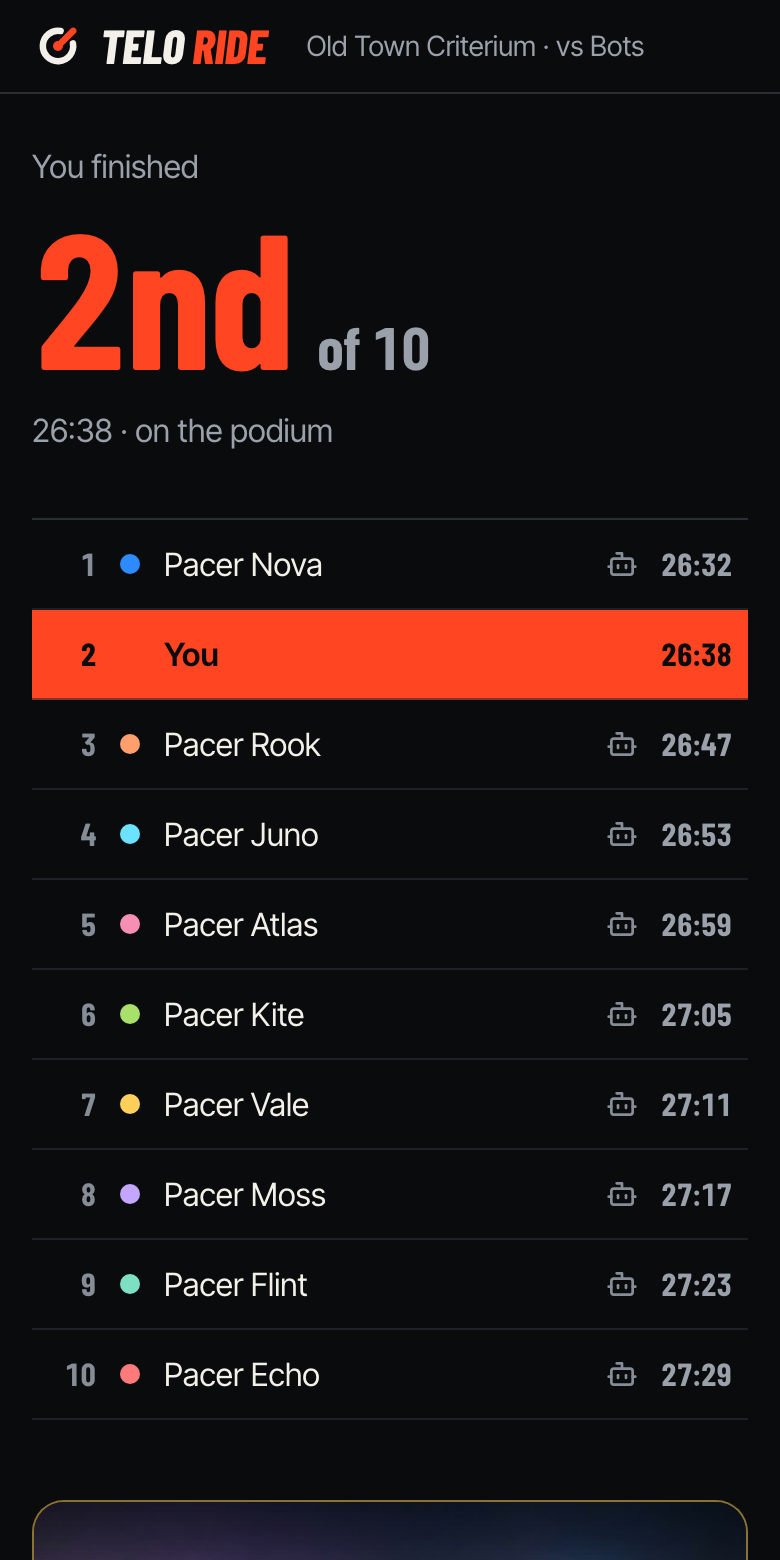 TELO RIDE Old Town Criterium · vs Bots
You finished
2nd of 10
26:38 · on the podium
1 Pacer Nova 26:32
2 You 26:38
3 Pacer Rook 26:47
4 Pacer Juno 26:53
5 Pacer Atlas 26:59
6 Pacer Kite 27:05
7 Pacer Vale 27:11
8 Pacer Moss 27:17
9 Pacer Flint 27:23
10 Pacer Echo 27:29